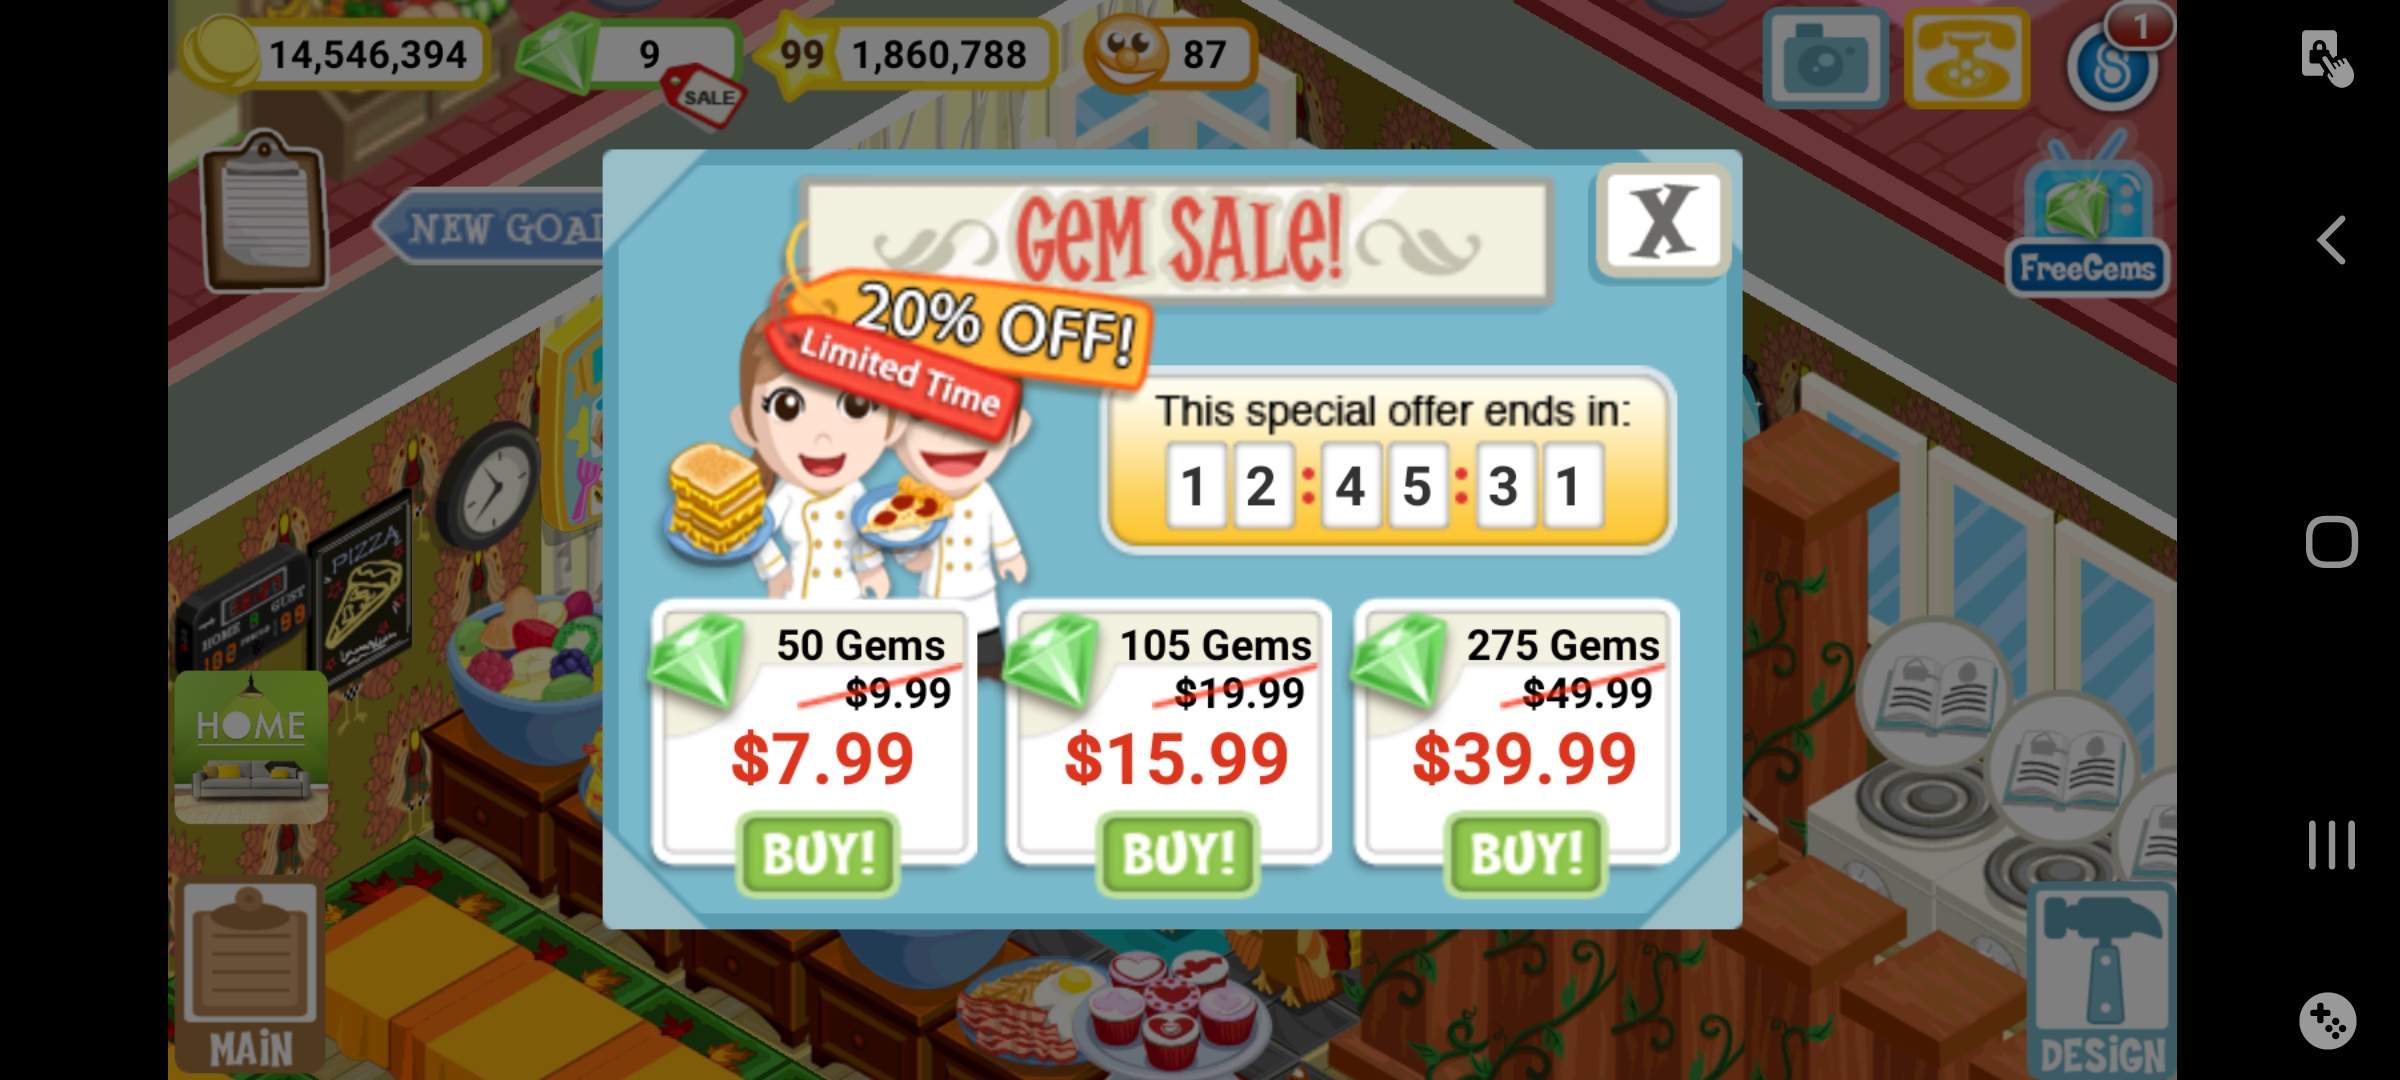 14,546,394
9
SALE
99
1,860,788
87
1
NEW GOAL
GEM SALE!
X
FreeGems
20% OFF!
Limited Time
This special offer ends in:
12:45:31
PIZZA
HOME
GUST
50 Gems
$9.99
$7.99
BUY!
105 Gems
$19.99
$15.99
BUY!
275 Gems
$49.99
$39.99
BUY!
HOME
MAIN
DESIGN